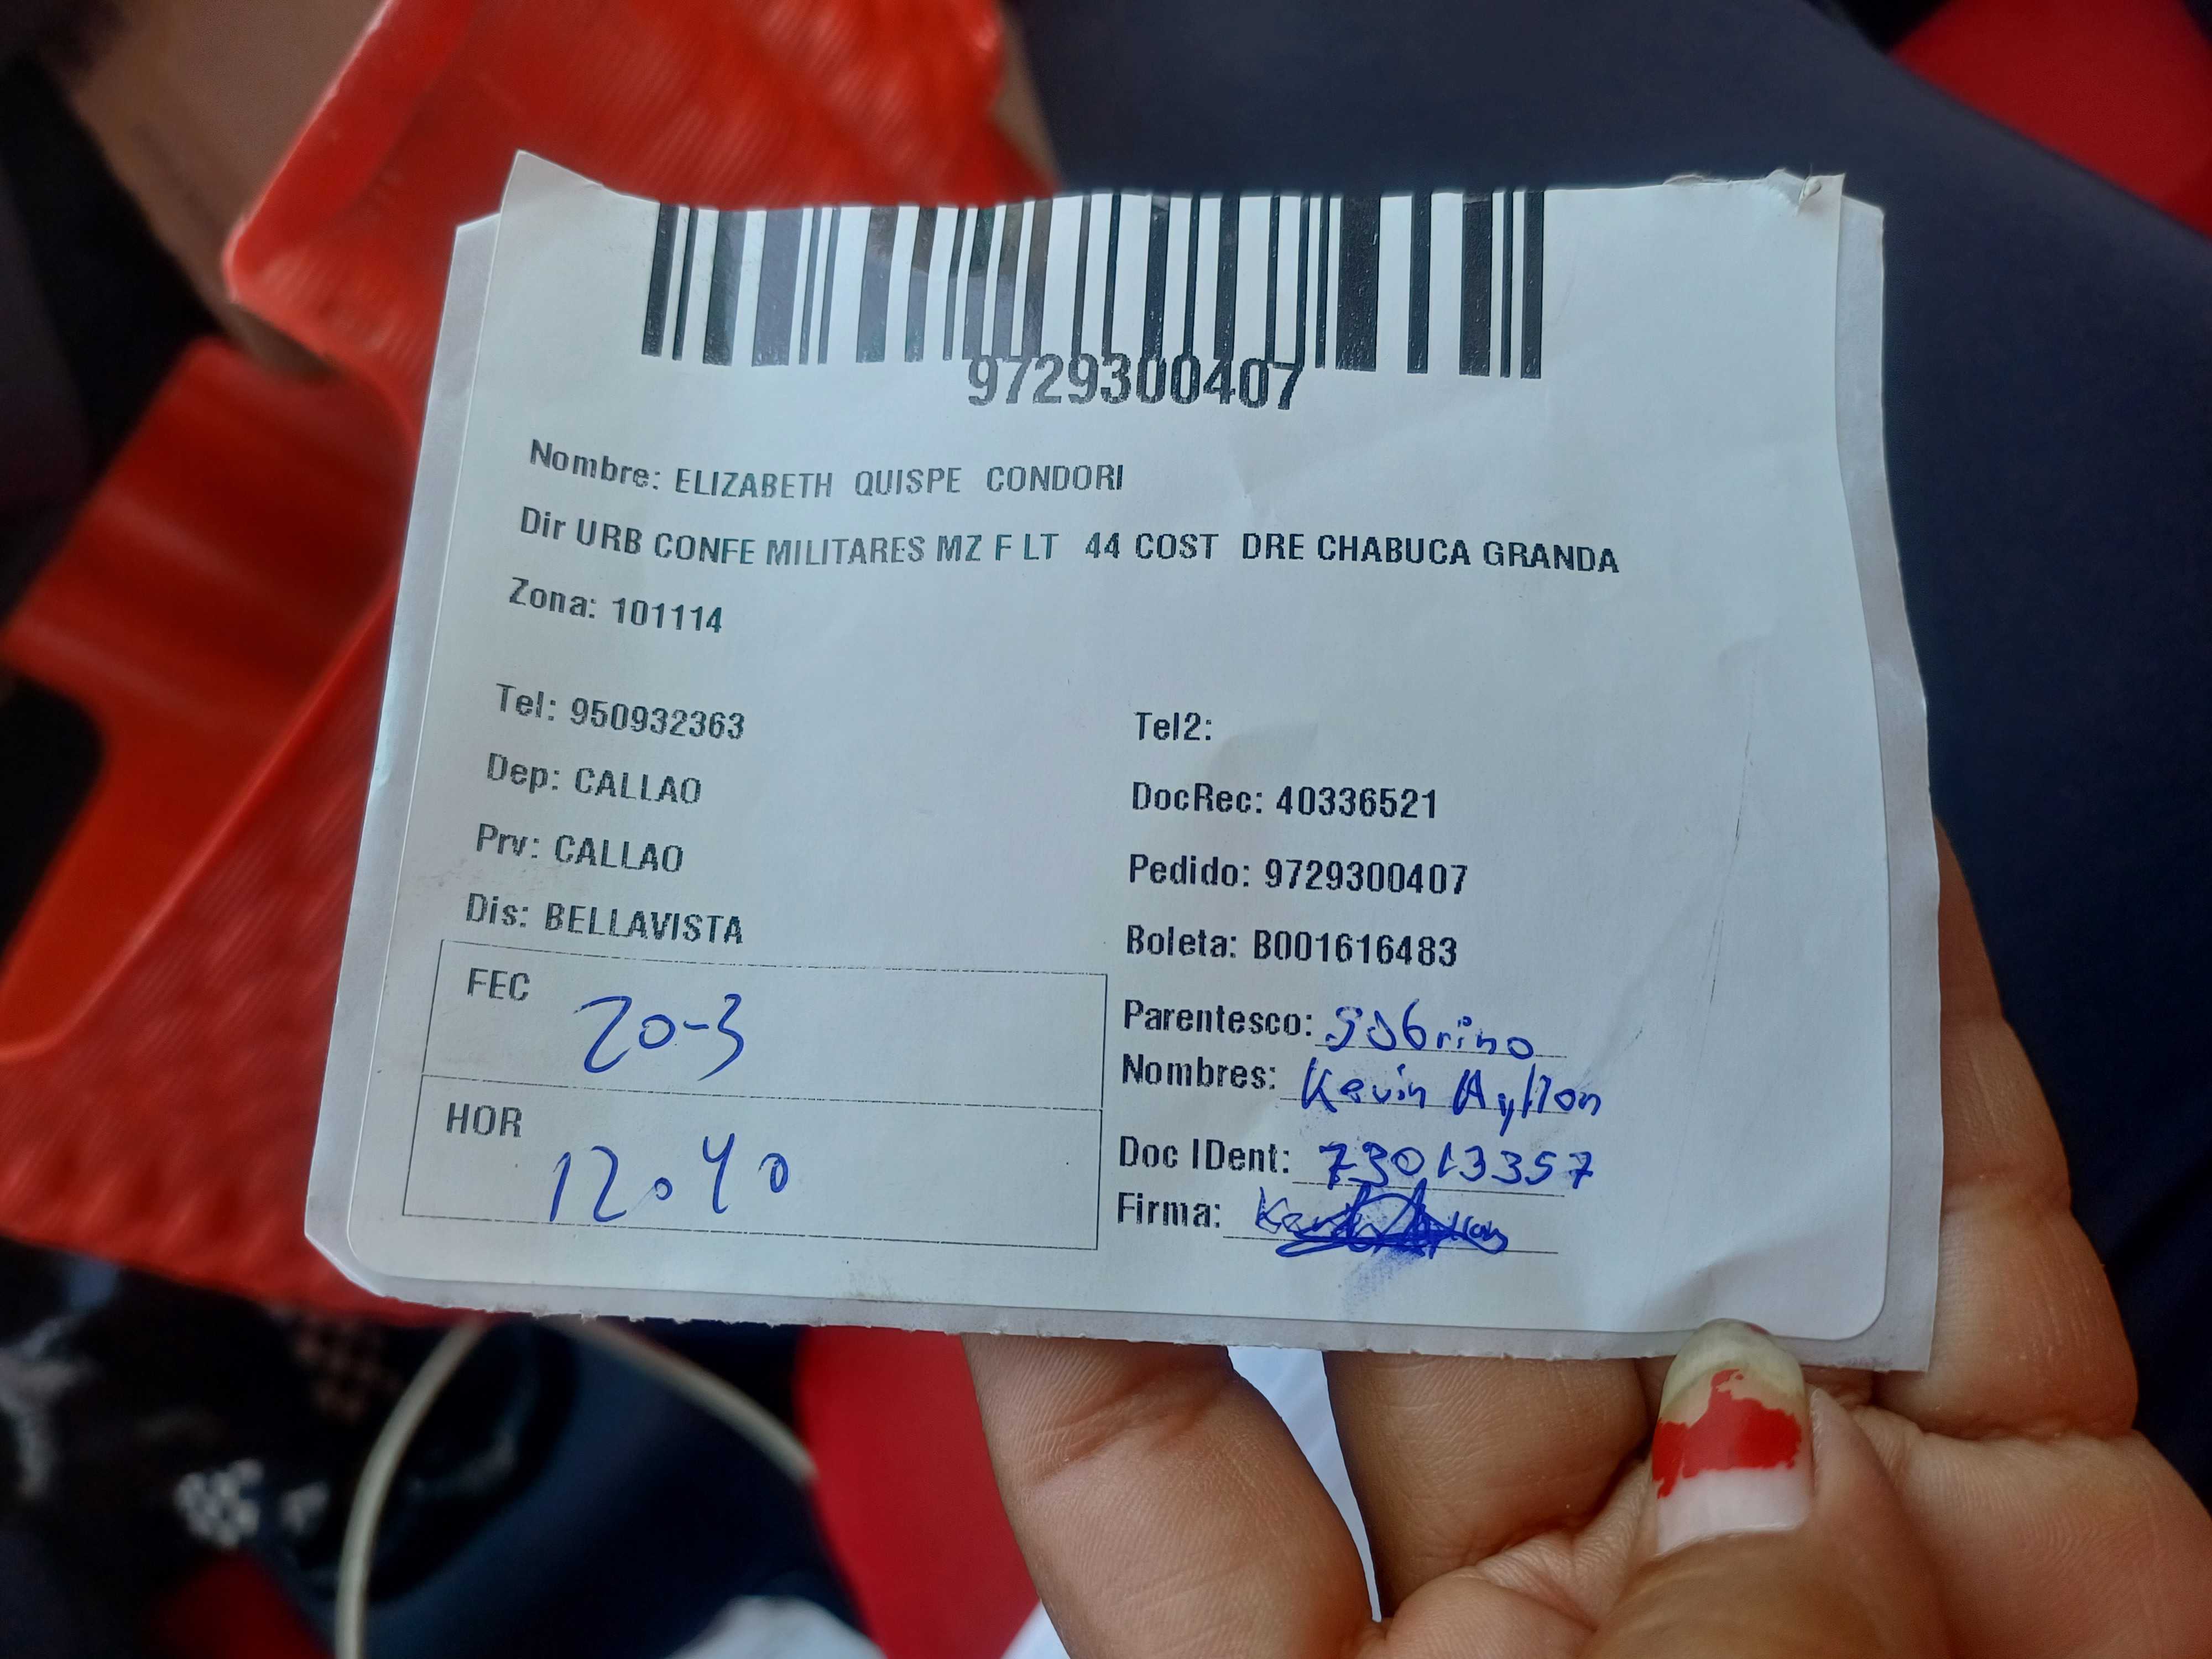 9729300407
Nombre: ELIZABETH QUISPE CONDORI
Dir URB CONFE MILITARES MZ F LT 44 COST DRE CHABUCA GRANDA
Zona: 101114
Tel: 950932363
Tel2:
Dep: CALLAO
DocRec: 40336521
Prv: CALLAO
Pedido: 9729300407
Dis: BELLAVISTA
Boleta: B001616483
FEC 20-3
Parentesco: Sobrino
Nombres: Kevin Ayllon
HOR 12.40
Doc IDent: 73013357
Firma: